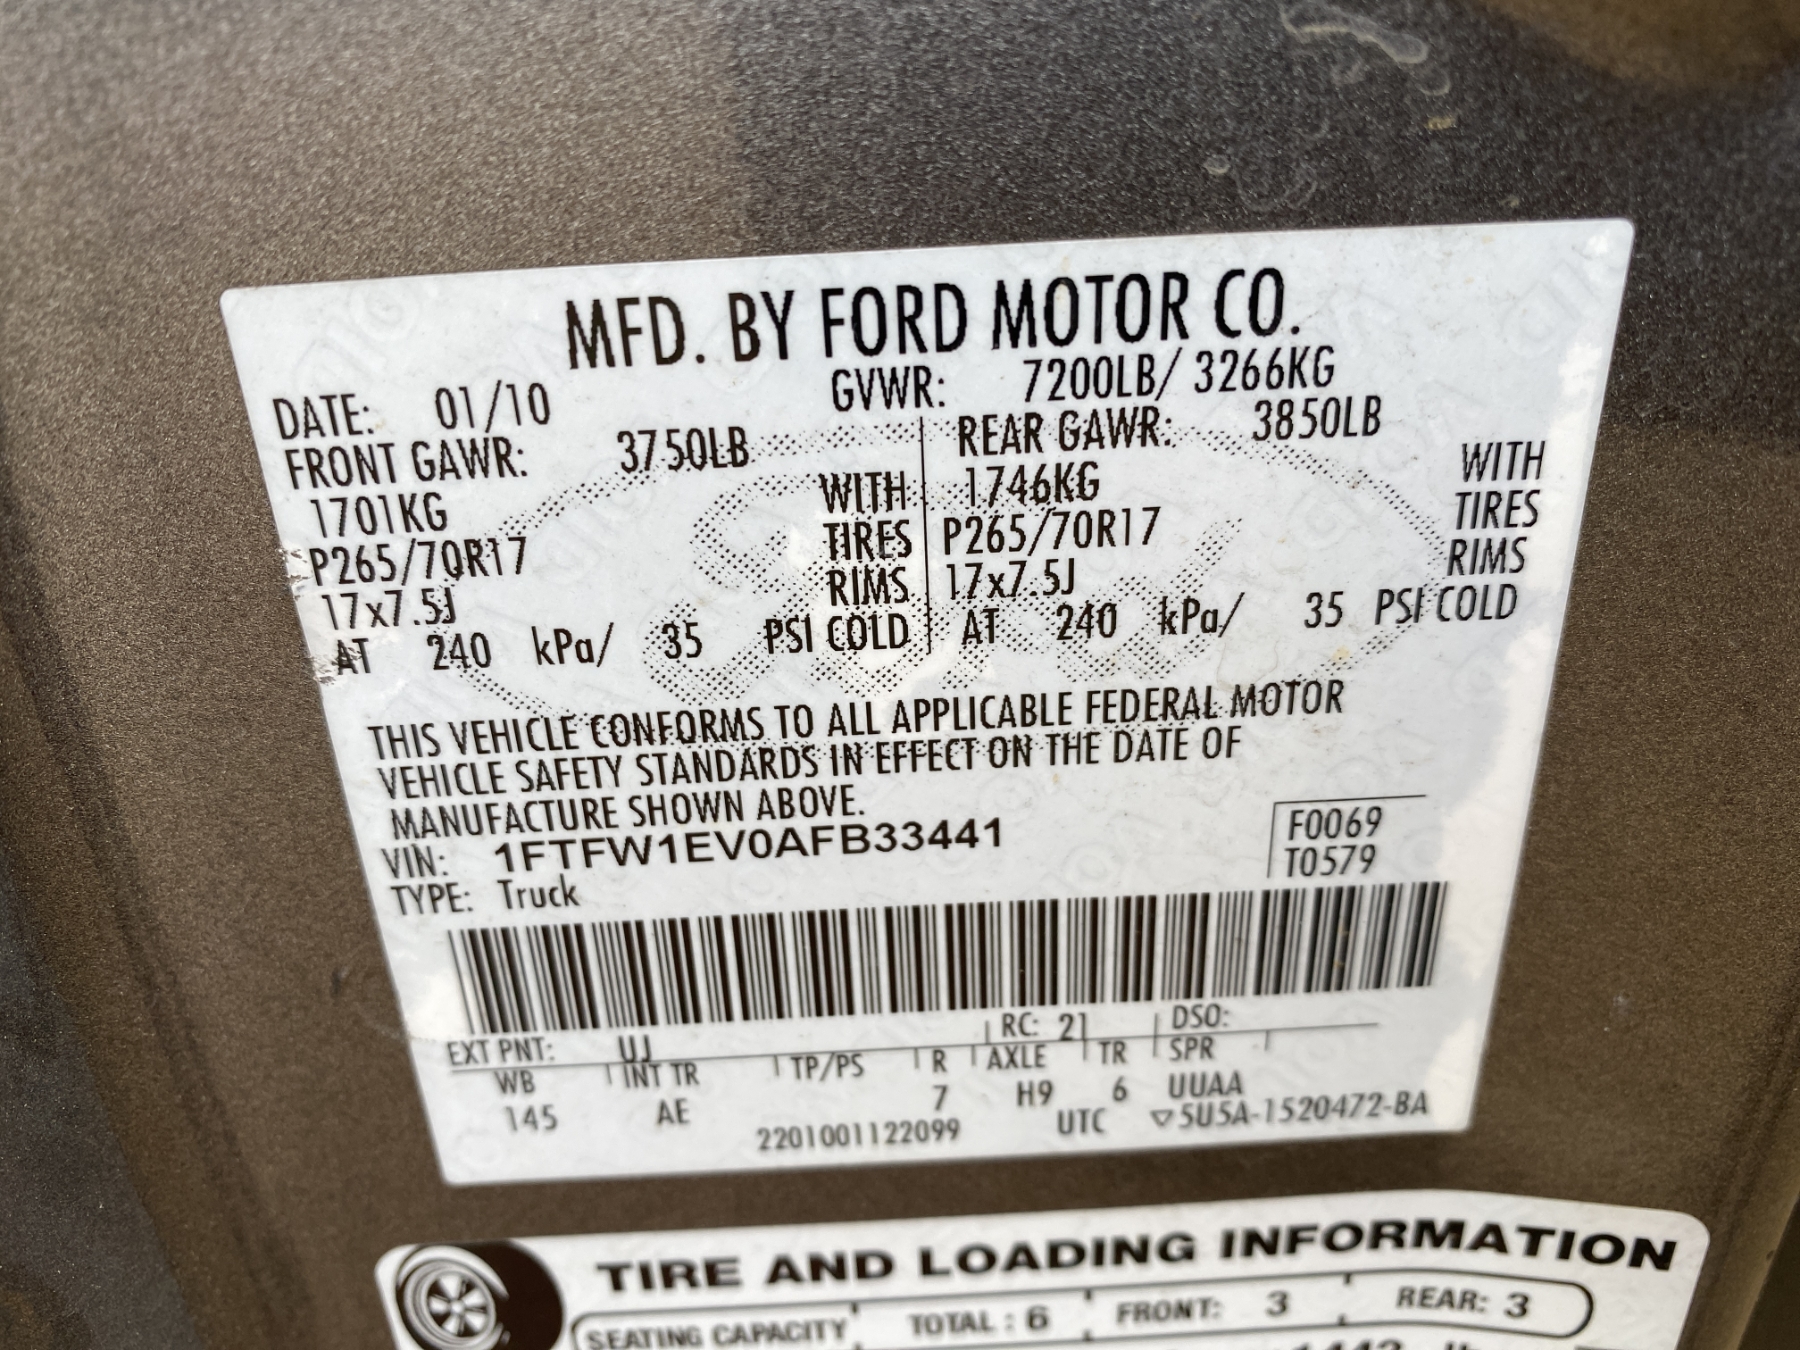 MFD. BY FORD MOTOR CO.
DATE: 01/10 GVWR: 7200LB/ 3266KG
FRONT GAWR: 3750LB REAR GAWR: 3850LB
1701KG WITH 1746KG WITH
P265/70R17 TIRES P265/70R17 TIRES
17x7.5J RIMS 17x7.5J RIMS
AT 240 kPa/ 35 PSI COLD AT 240 kPa/ 35 PSI COLD
THIS VEHICLE CONFORMS TO ALL APPLICABLE FEDERAL MOTOR
VEHICLE SAFETY STANDARDS IN EFFECT ON THE DATE OF
MANUFACTURE SHOWN ABOVE.
VIN: 1FTFW1EV0AFB33441 F0069
TYPE: Truck T0579
EXT PNT: UJ RC: 21 DSO:
WB INT TR TP/PS R AXLE TR SPR
145 AE 7 H9 6 UUAA
2201001122099 UTC ▽5U5A-1520472-BA
TIRE AND LOADING INFORMATION
SEATING CAPACITY TOTAL : 6 FRONT: 3 REAR: 3